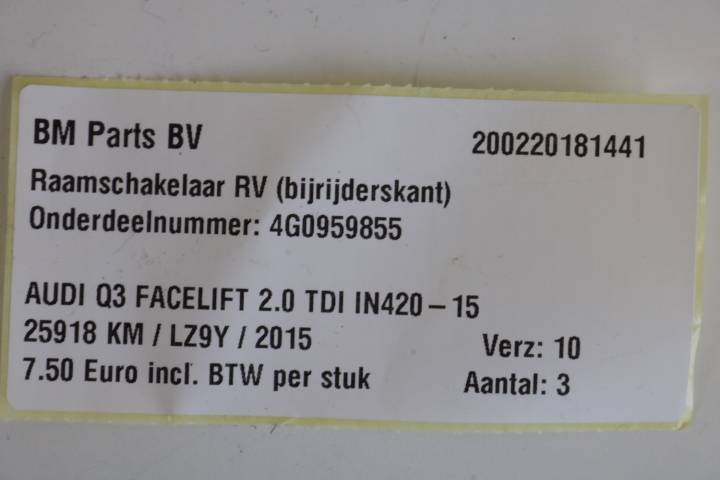 BM Parts BV 200220181441
Raamschakelaar RV (bijrijderskant)
Onderdeelnummer: 4G0959855
AUDI Q3 FACELIFT 2.0 TDI IN420-15
25918 KM / LZ9Y / 2015 Verz: 10
7.50 Euro incl. BTW per stuk Aantal: 3